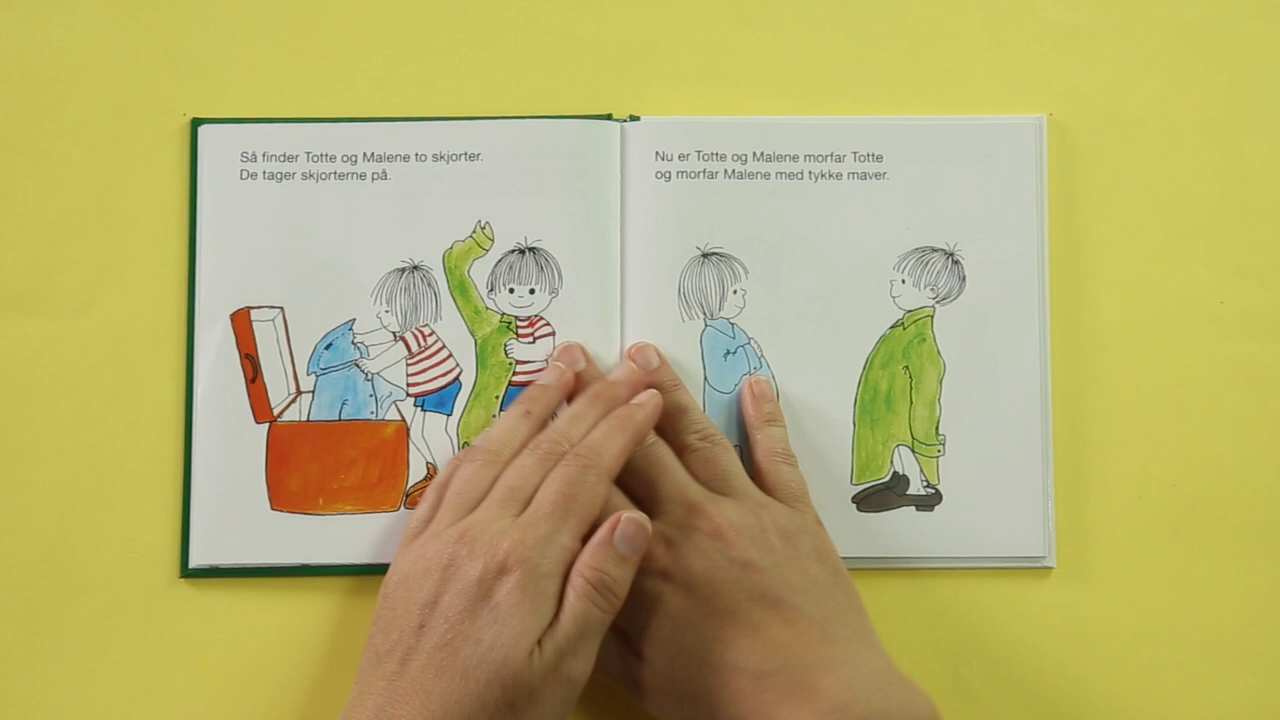 Så finder Totte og Malene to skjorter.
De tager skjorterne på.
Nu er Totte og Malene morfar Totte
og morfar Malene med tykke maver.